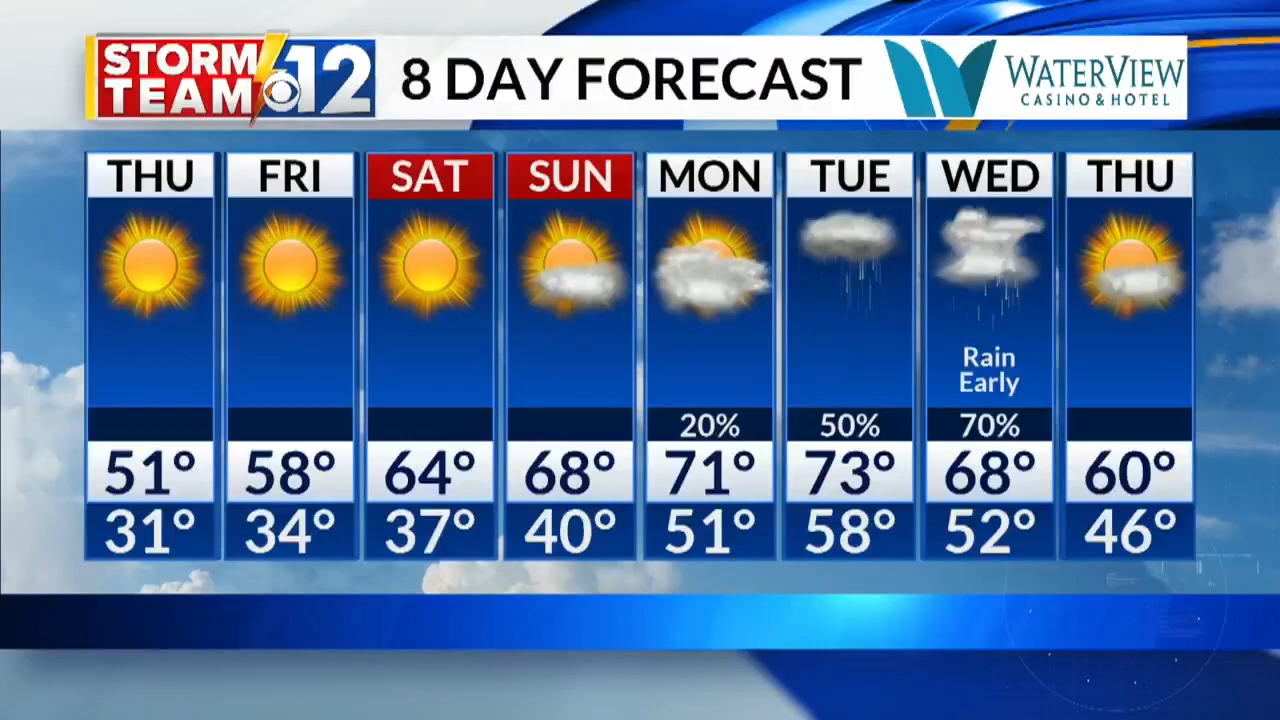 STORM
TEAM 12
8 DAY FORECAST
WATERVIEW
CASINO & HOTEL
THU FRI SAT SUN MON TUE WED THU
Rain
Early
20% 50% 70%
51° 58° 64° 68° 71° 73° 68° 60°
31° 34° 37° 40° 51° 58° 52° 46°